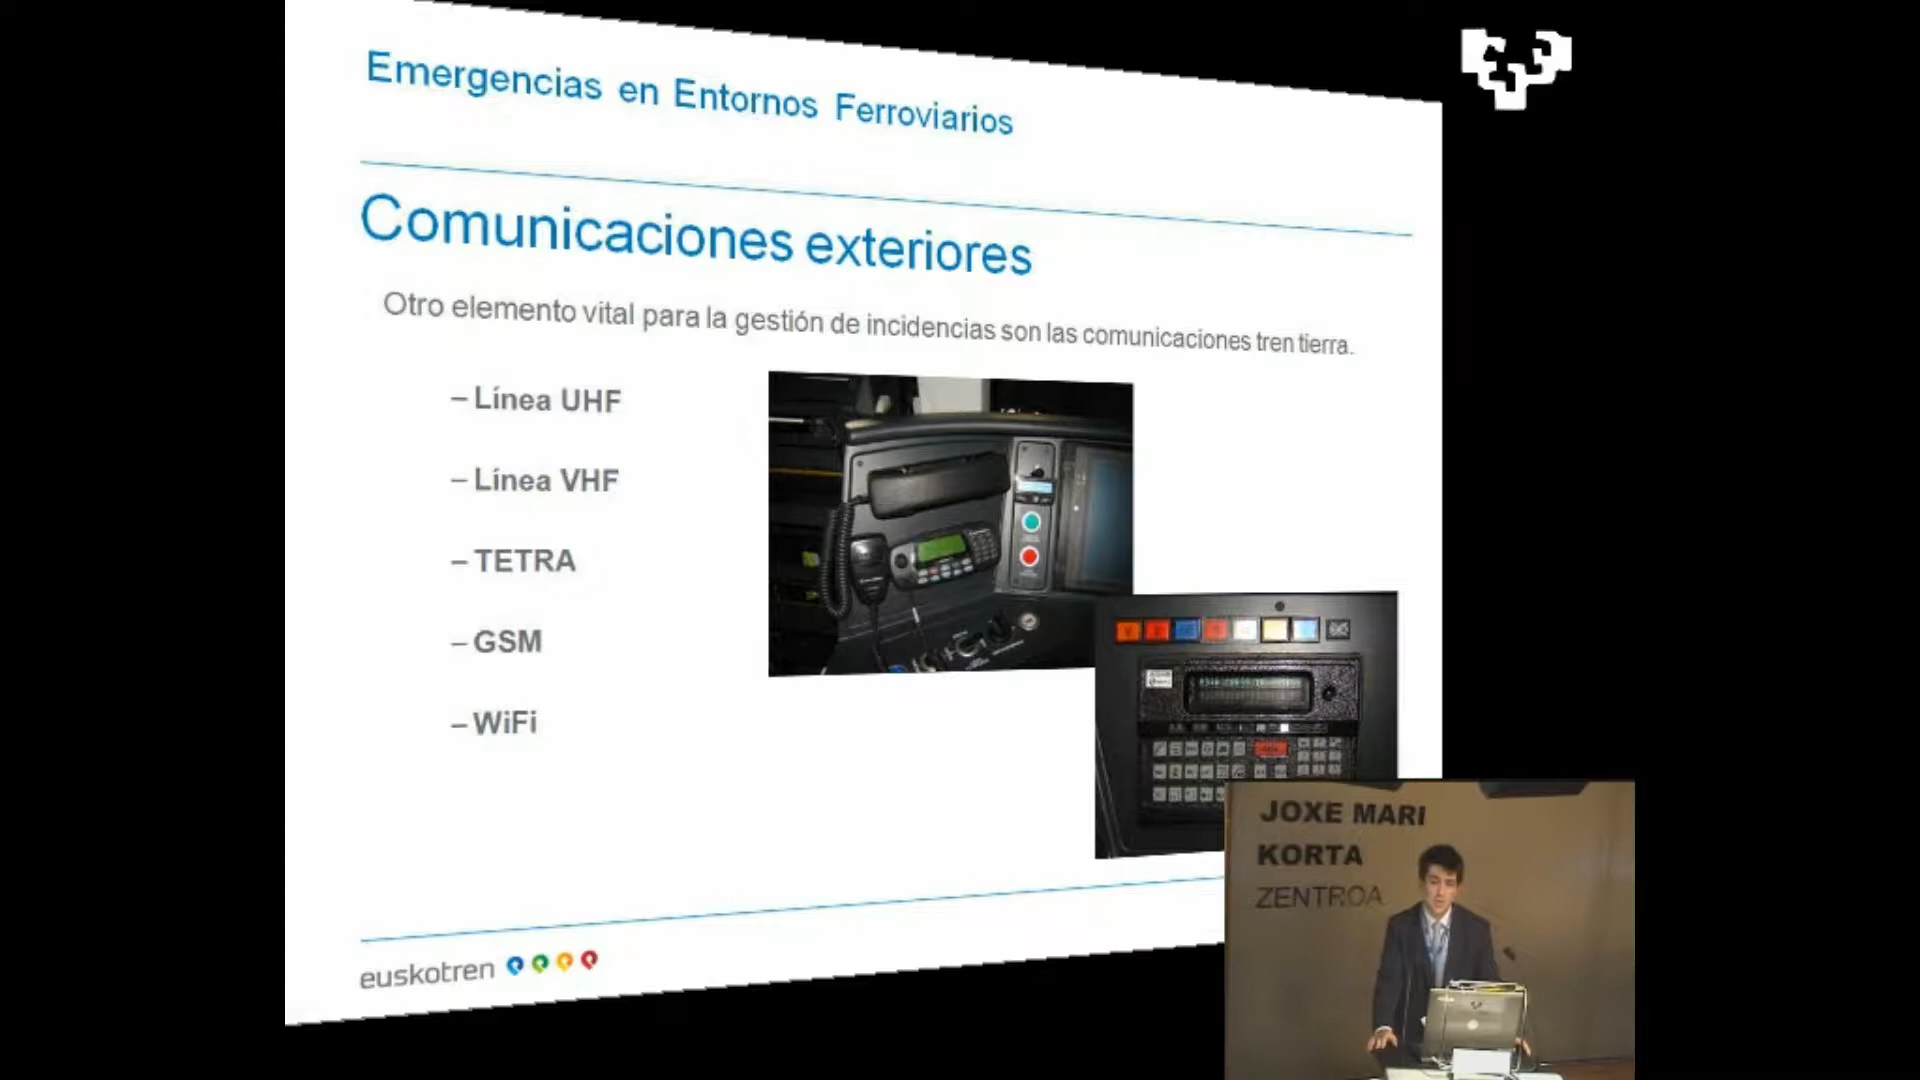 Emergencias en Entornos Ferroviarios
Comunicaciones exteriores
Otro elemento vital para la gestión de incidencias son las comunicaciones tren tierra.
– Línea UHF
– Línea VHF
– TETRA
– GSM
– WiFi
euskotren
JOXE MARI
KORTA
ZENTROA